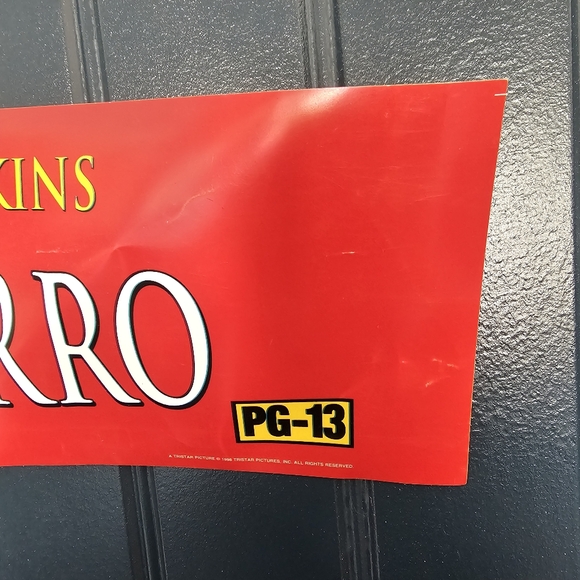 KINS
RRO
PG-13
A TRISTAR PICTURE © 1998 TRISTAR PICTURES, INC. ALL RIGHTS RESERVED.